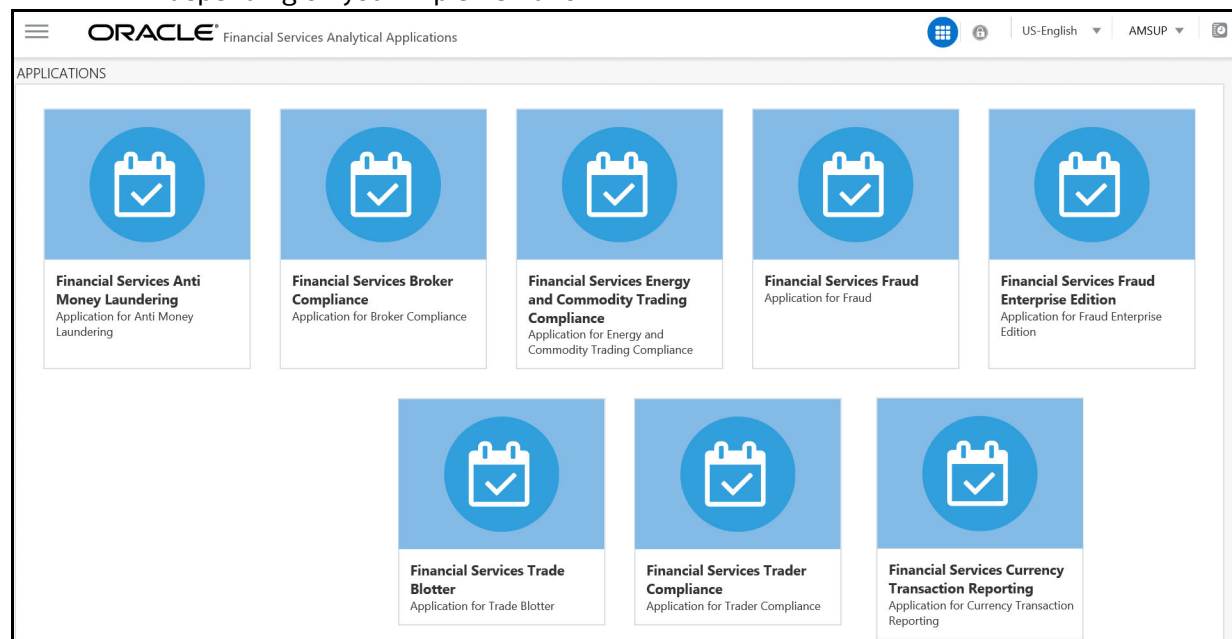 ORACLE® Financial Services Analytical Applications
US-English
AMSUP
APPLICATIONS
Financial Services Anti
Money Laundering
Application for Anti Money
Laundering
Financial Services Broker
Compliance
Application for Broker Compliance
Financial Services Energy
and Commodity Trading
Compliance
Application for Energy and
Commodity Trading Compliance
Financial Services Fraud
Application for Fraud
Financial Services Fraud
Enterprise Edition
Application for Fraud Enterprise
Edition
Financial Services Trade
Blotter
Application for Trade Blotter
Financial Services Trader
Compliance
Application for Trader Compliance
Financial Services Currency
Transaction Reporting
Application for Currency Transaction
Reporting